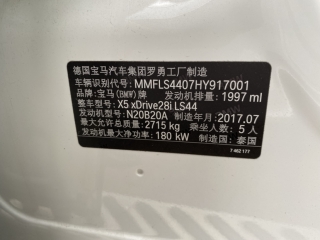 德国宝马汽车集团罗勇工厂制造
车辆识别代号: MMFLS4407HY917001
品牌: 宝马(BMW)牌 发动机排量: 1997 ml
整车型号: X5 xDrive28i LS44
发动机型号: N20B20A 制造年月: 2017.07
最大允许总质量: 2715 kg 乘坐人数: 5 人
发动机最大净功率: 180 kW 制造国: 泰国
7 462 177